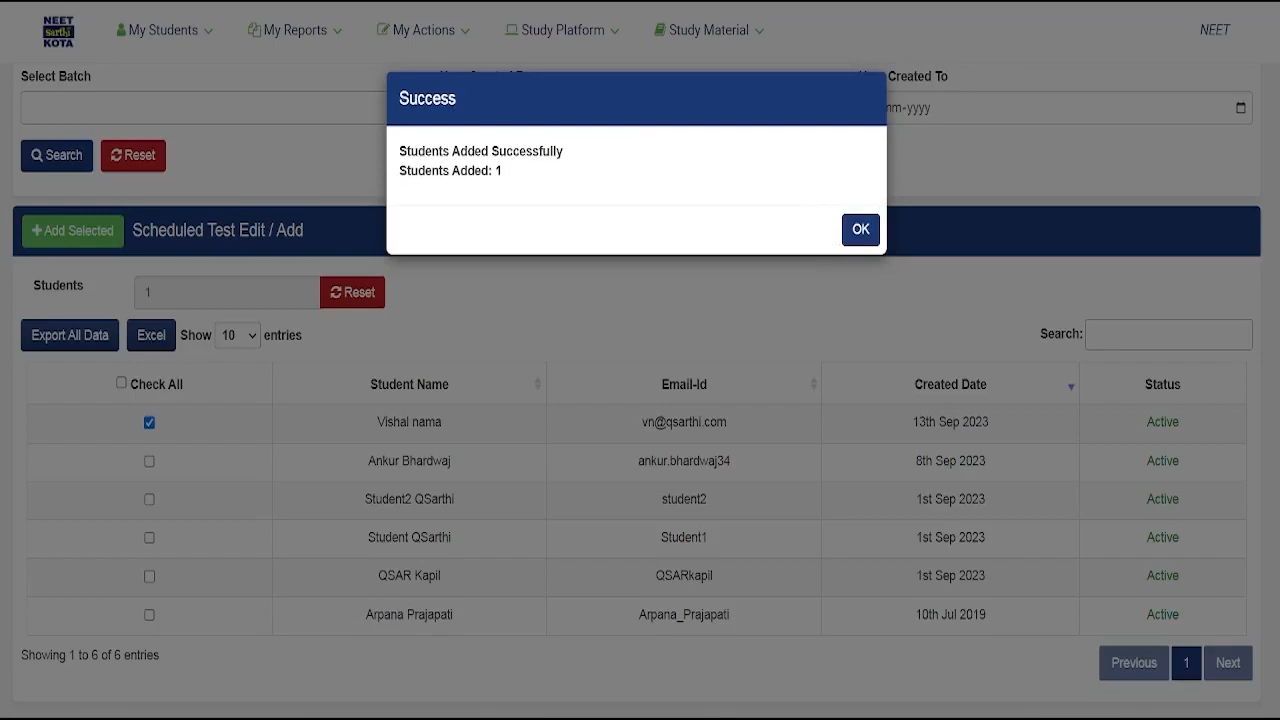 NEET
sarthi
KOTA
My Students
My Reports
My Actions
Study Platform
Study Material
NEET
Select Batch
Created To
mm-yyyy
Search
Reset
Success
Students Added Successfully
Students Added: 1
OK
Add Selected
Scheduled Test Edit / Add
Students
1
Reset
Export All Data
Excel
Show 10 entries
Search:
Check All Student Name Email-Id Created Date Status
Vishal nama vn@qsarthi.com 13th Sep 2023 Active
Ankur Bhardwaj ankur.bhardwaj34 8th Sep 2023 Active
Student2 QSarthi student2 1st Sep 2023 Active
Student QSarthi Student1 1st Sep 2023 Active
QSAR Kapil QSARkapil 1st Sep 2023 Active
Arpana Prajapati Arpana_Prajapati 10th Jul 2019 Active
Showing 1 to 6 of 6 entries
Previous 1 Next